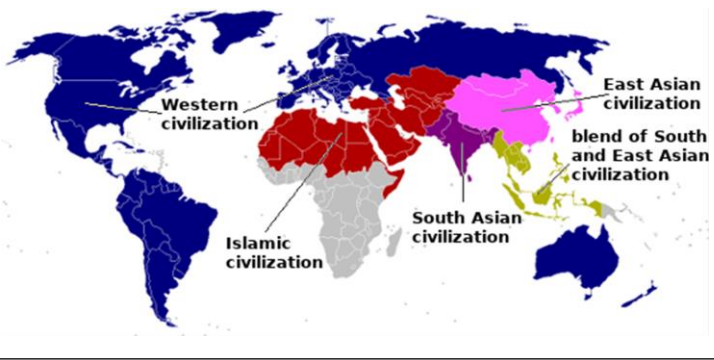 Western
civilization
Islamic
civilization
South Asian
civilization
East Asian
civilization
blend of South
and East Asian
civilization